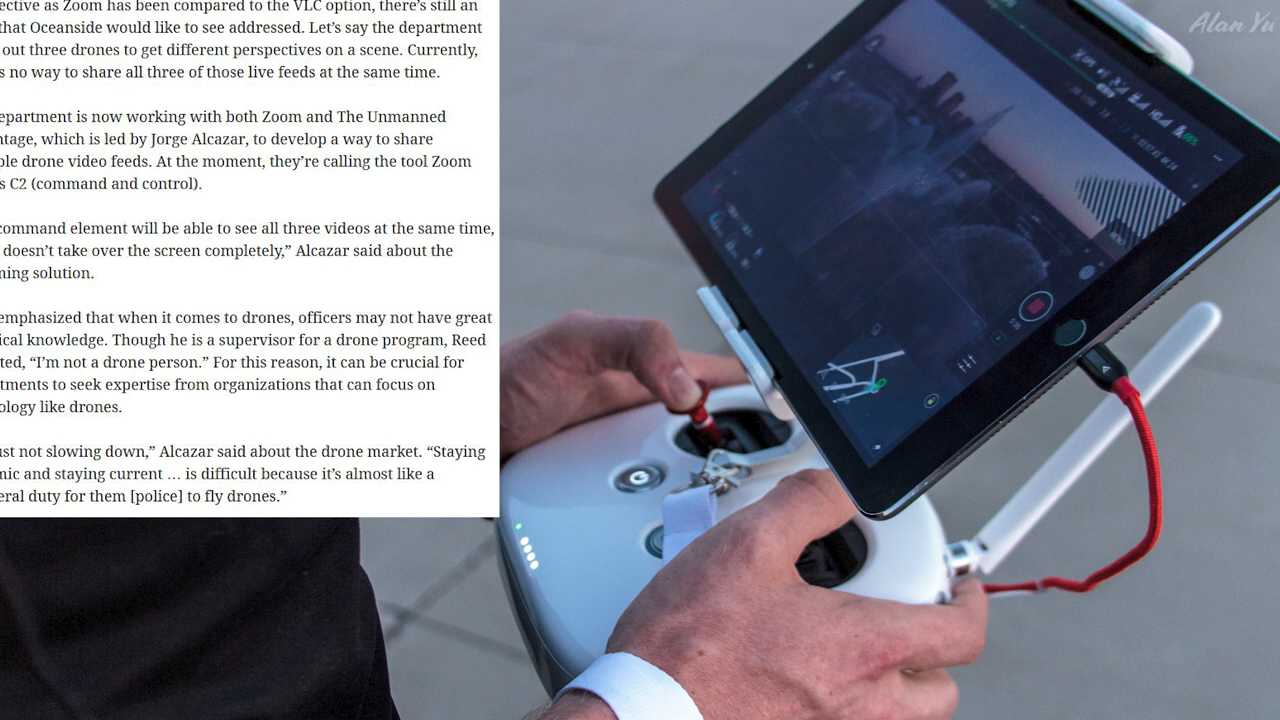 ective as Zoom has been compared to the VLC option, there's still an
that Oceanside would like to see addressed. Let's say the department
out three drones to get different perspectives on a scene. Currently,
s no way to share all three of those live feeds at the same time.
epartment is now working with both Zoom and The Unmanned
ntage, which is led by Jorge Alcazar, to develop a way to share
ple drone video feeds. At the moment, they're calling the tool Zoom
s C2 (command and control).
command element will be able to see all three videos at the same time,
doesn't take over the screen completely,” Alcazar said about the
ming solution.
emphasized that when it comes to drones, officers may not have great
ical knowledge. Though he is a supervisor for a drone program, Reed
ted, “I'm not a drone person.” For this reason, it can be crucial for
tments to seek expertise from organizations that can focus on
ology like drones.
ust not slowing down,” Alcazar said about the drone market. “Staying
mic and staying current … is difficult because it's almost like a
eral duty for them [police] to fly drones.”
Alan Yu